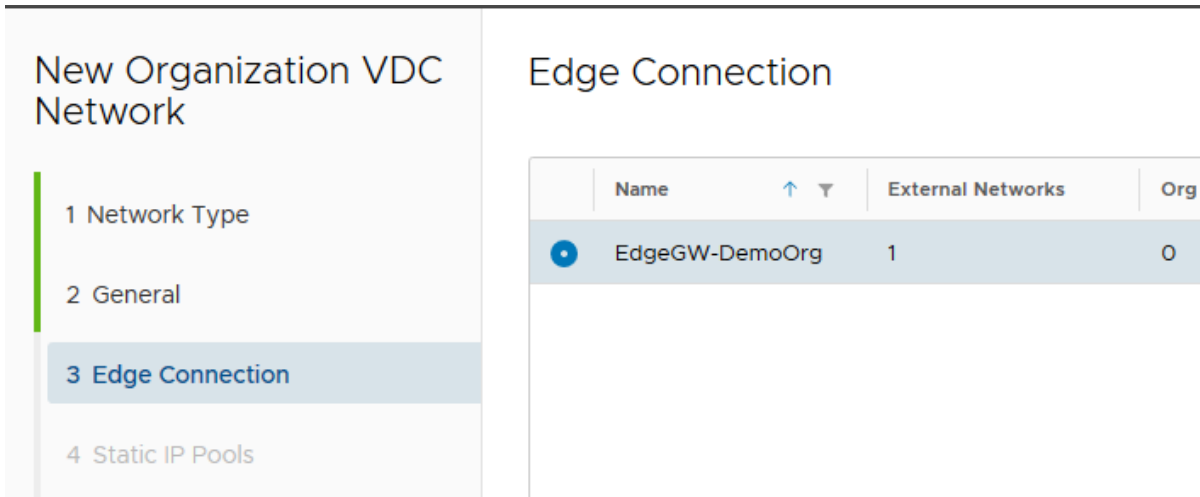 New Organization VDC
Network
1 Network Type
2 General
3 Edge Connection
4 Static IP Pools
Edge Connection
Name External Networks Org
EdgeGW-DemoOrg 1 0